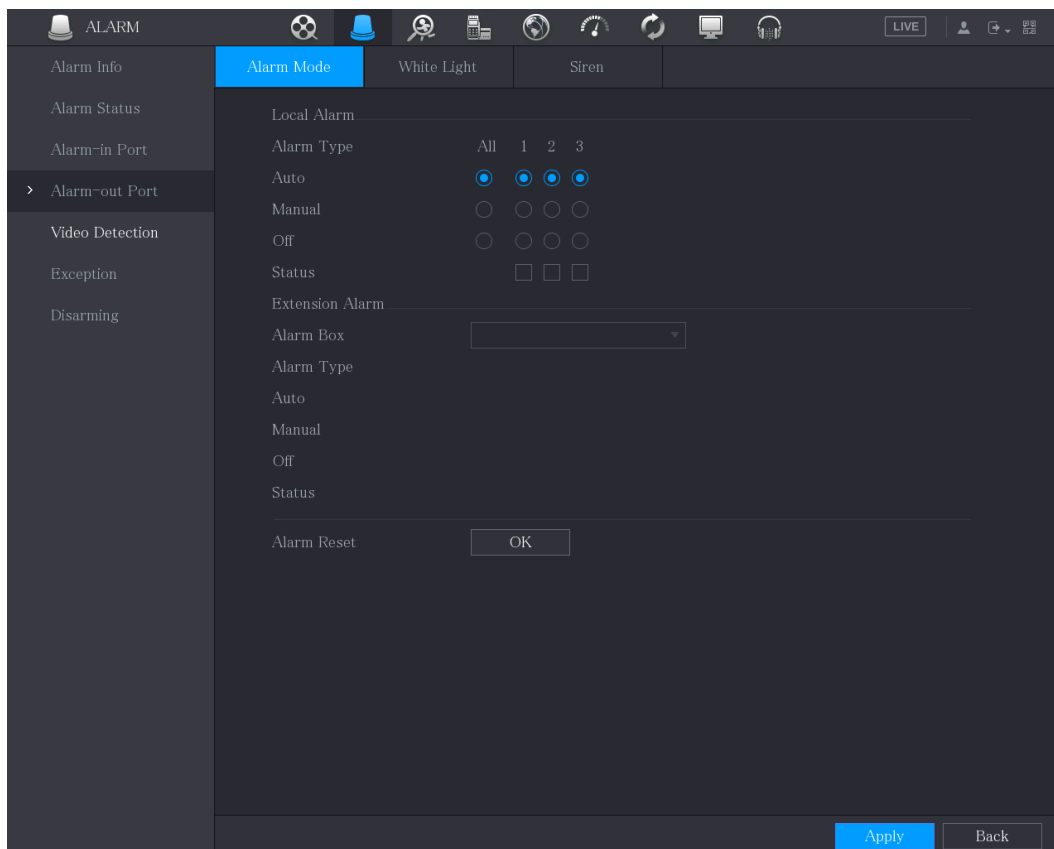 ALARM LIVE
Alarm Info Alarm Mode White Light Siren
Alarm Status Local Alarm
Alarm-in Port Alarm Type All 1 2 3
Alarm-out Port Auto
Manual
Video Detection Off
Exception Status
Extension Alarm
Disarming Alarm Box
Alarm Type
Auto
Manual
Off
Status
Alarm Reset OK
Apply Back